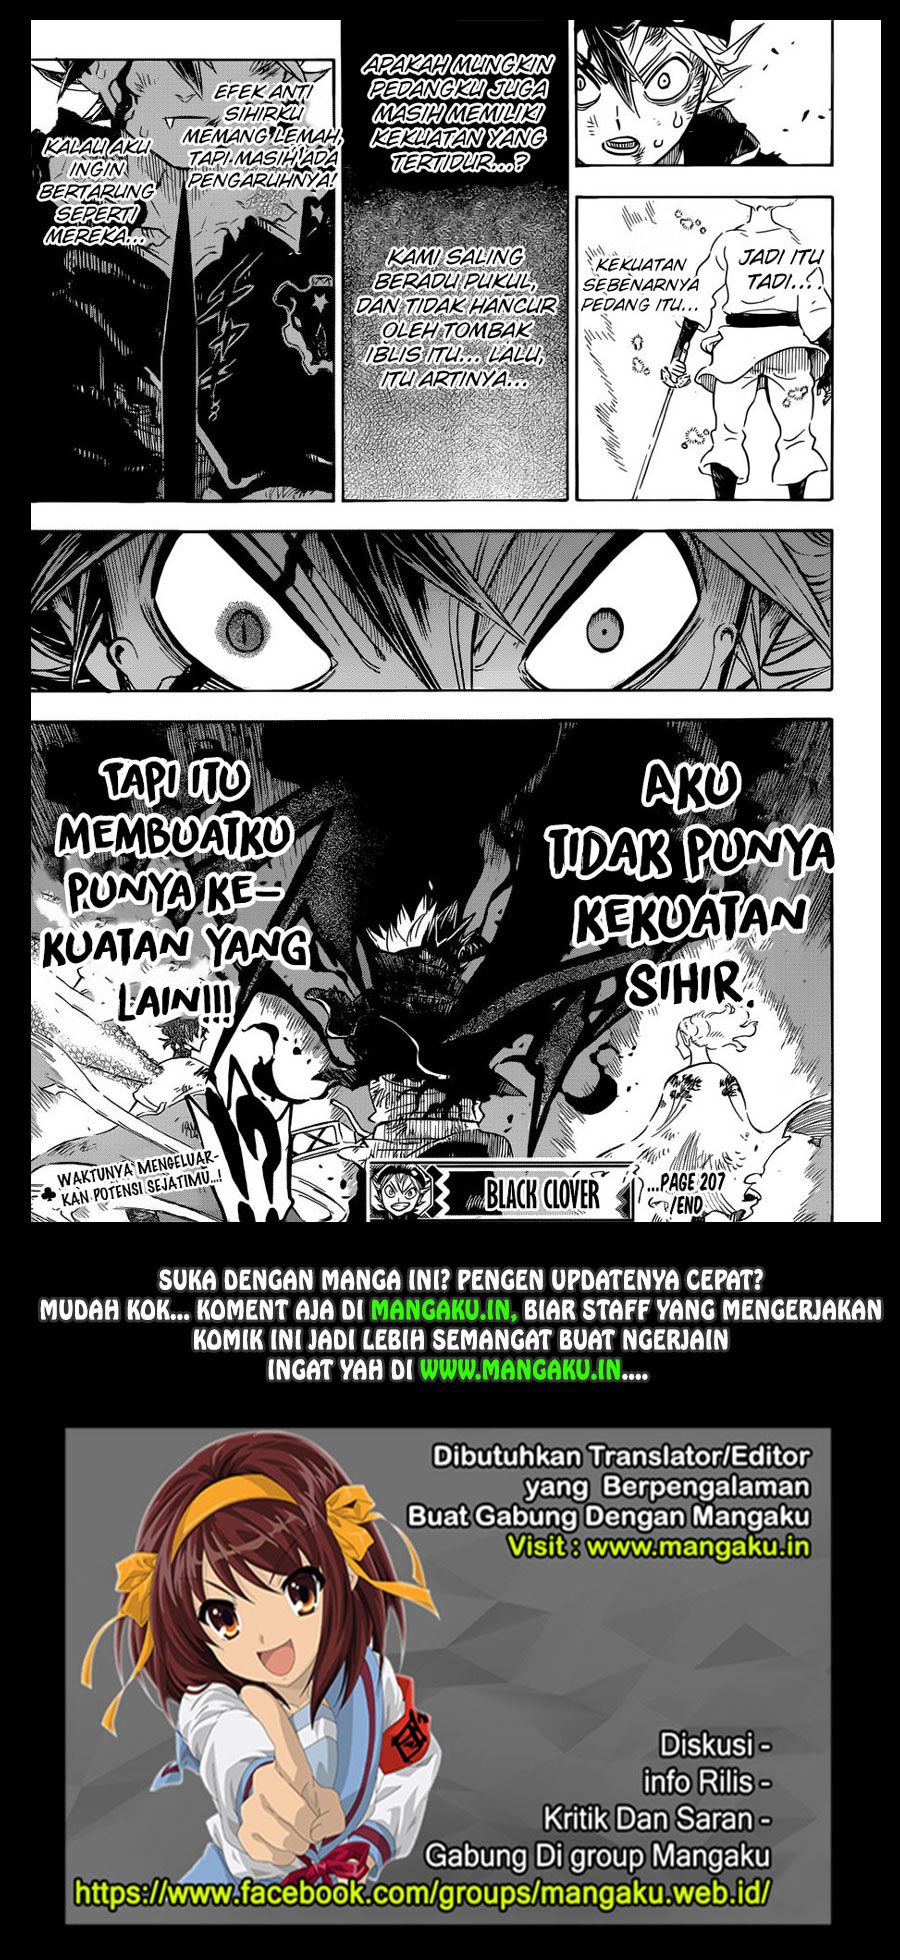 JADI ITU
TADI...
KEKUATAN
SEBENARNYA
PEDANG ITU...
APAKAH MUNGKIN
PEDANGKU JUGA
MASIH MEMILIKI
KEKUATAN YANG
TERTIDUR...?
KAMI SALING
BERADU PUKUL,
DAN TIDAK HANCUR
OLEH TOMBAK
IBLIS ITU... LALU,
ITU ARTINYA...
EFEK ANTI
SIHIRKU
MEMANG LEMAH,
TAPI MASIH ADA
PENGARUHNYA!
KALAU AKU
INGIN
BERTARUNG
SEPERTI
MEREKA...
AKU
TIDAK PUNYA
KEKUATAN
SIHIR.
TAPI ITU
MEMBUATKU
PUNYA KE-
KUATAN YANG
LAIN!!!
WAKTUNYA MENGELUAR-
KAN POTENSI SEJATIMU..!
BLACK CLOVER
...PAGE 207
/END
SUKA DENGAN MANGA INI? PENGEN UPDATENYA CEPAT?
MUDAH KOK... KOMENT AJA DI MANGAKU.IN, BIAR STAFF YANG MENGERJAKAN
KOMIK INI JADI LEBIH SEMANGAT BUAT NGERJAIN
INGAT YAH DI WWW.MANGAKU.IN....
Dibutuhkan Translator/Editor
yang Berpengalaman
Buat Gabung Dengan Mangaku
Visit : www.mangaku.in
Diskusi -
info Rilis -
Kritik Dan Saran -
Gabung Di group Mangaku
https://www.facebook.com/groups/mangaku.web.id/